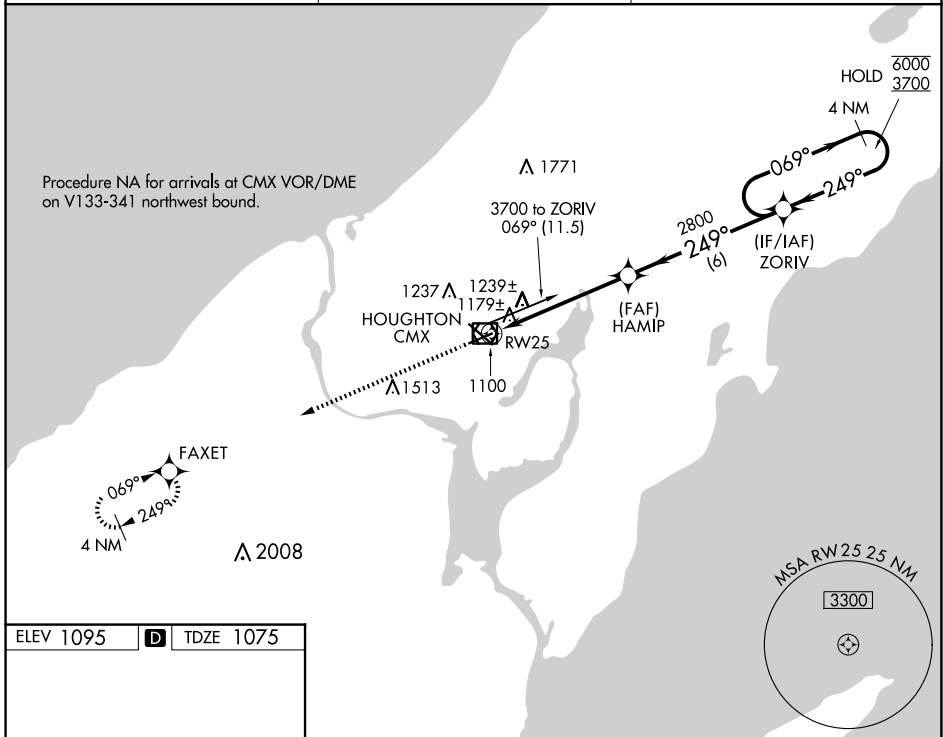 HOLD
6000
3700
4 NM
069°
249°
Procedure NA for arrivals at CMX VOR/DME
on V133-341 northwest bound.
1771
3700 to ZORIV
069° (11.5)
2800
249°
(6)
(IF/IAF)
ZORIV
1237
1239±
1179±
(FAF)
HAMIP
HOUGHTON
CMX
RW25
1513
1100
FAXET
069°
249°
4 NM
2008
MSA RW25 25 NM
3300
ELEV 1095 D TDZE 1075